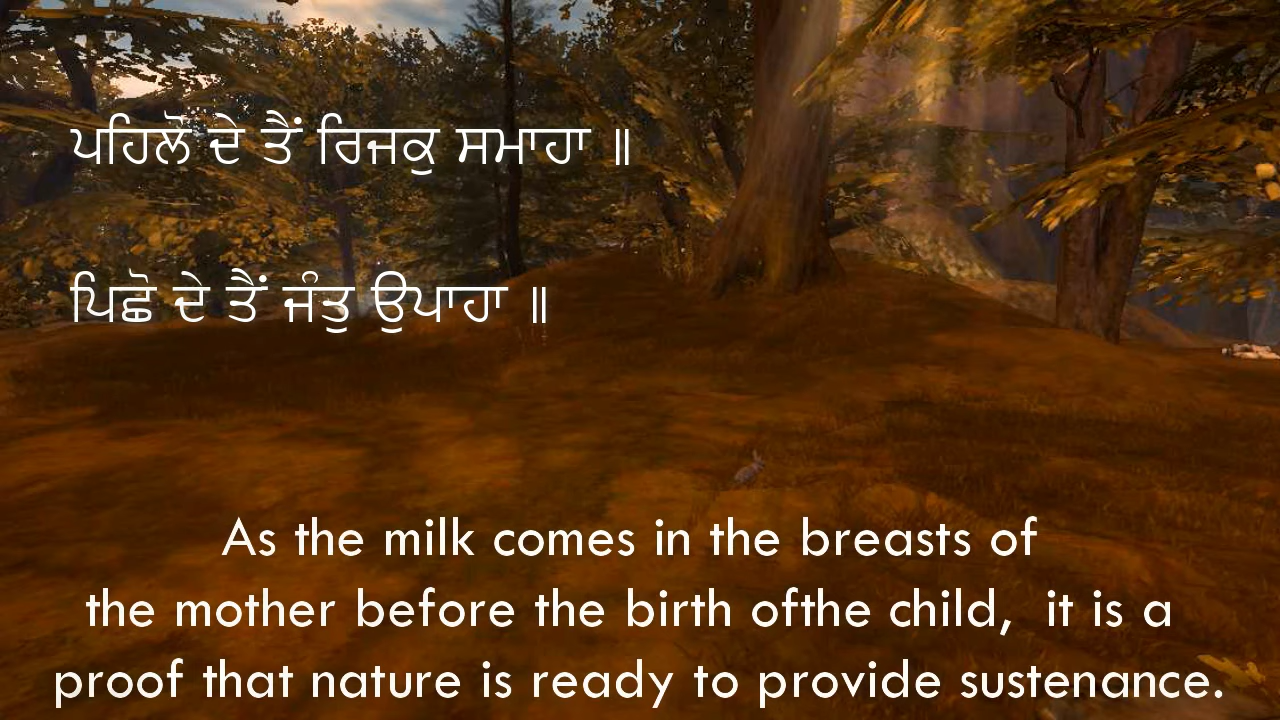 ਪਹਿਲੋਂ ਦੇ ਤੈਂ ਰਿਜਕੁ ਸਮਾਹਾ ॥
ਪਿਛੋ ਦੇ ਤੈਂ ਜੰਤੁ ਉਪਾਹਾ ॥
As the milk comes in the breasts of
the mother before the birth ofthe child, it is a
proof that nature is ready to provide sustenance.